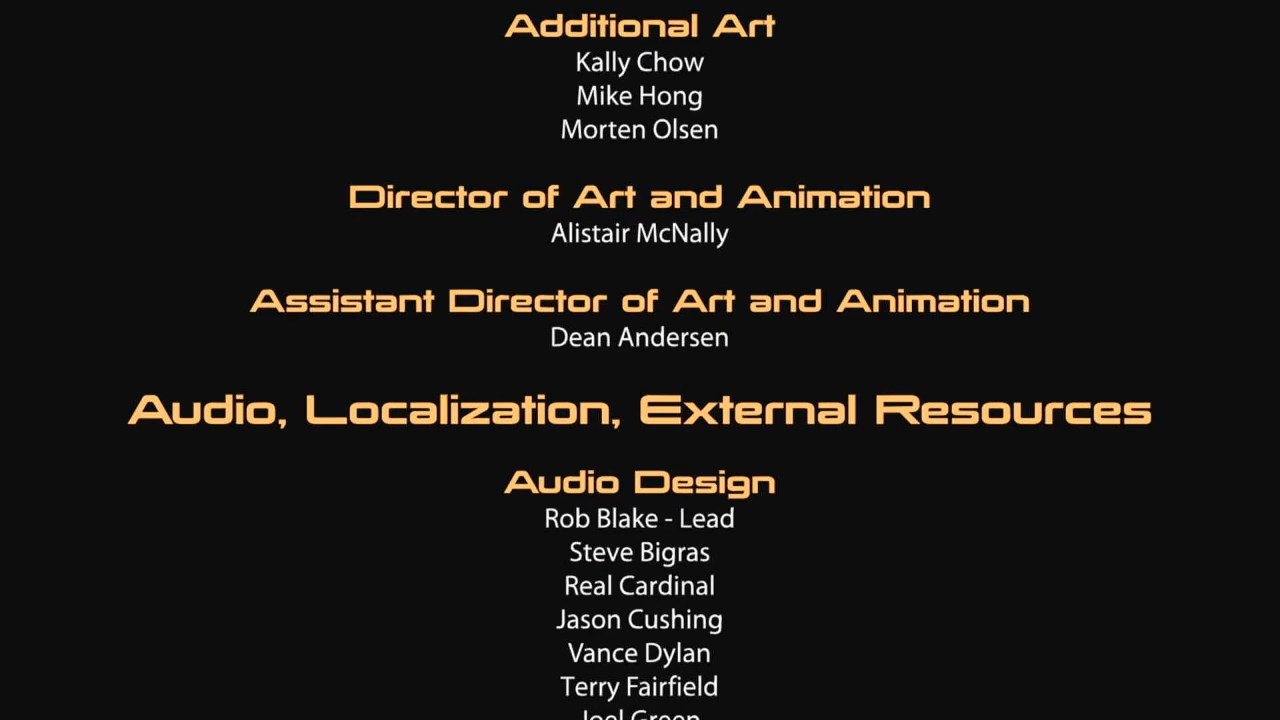 Additional Art
Kally Chow
Mike Hong
Morten Olsen
Director of Art and Animation
Alistair McNally
Assistant Director of Art and Animation
Dean Andersen
Audio, Localization, External Resources
Audio Design
Rob Blake - Lead
Steve Bigras
Real Cardinal
Jason Cushing
Vance Dylan
Terry Fairfield
Joel Green